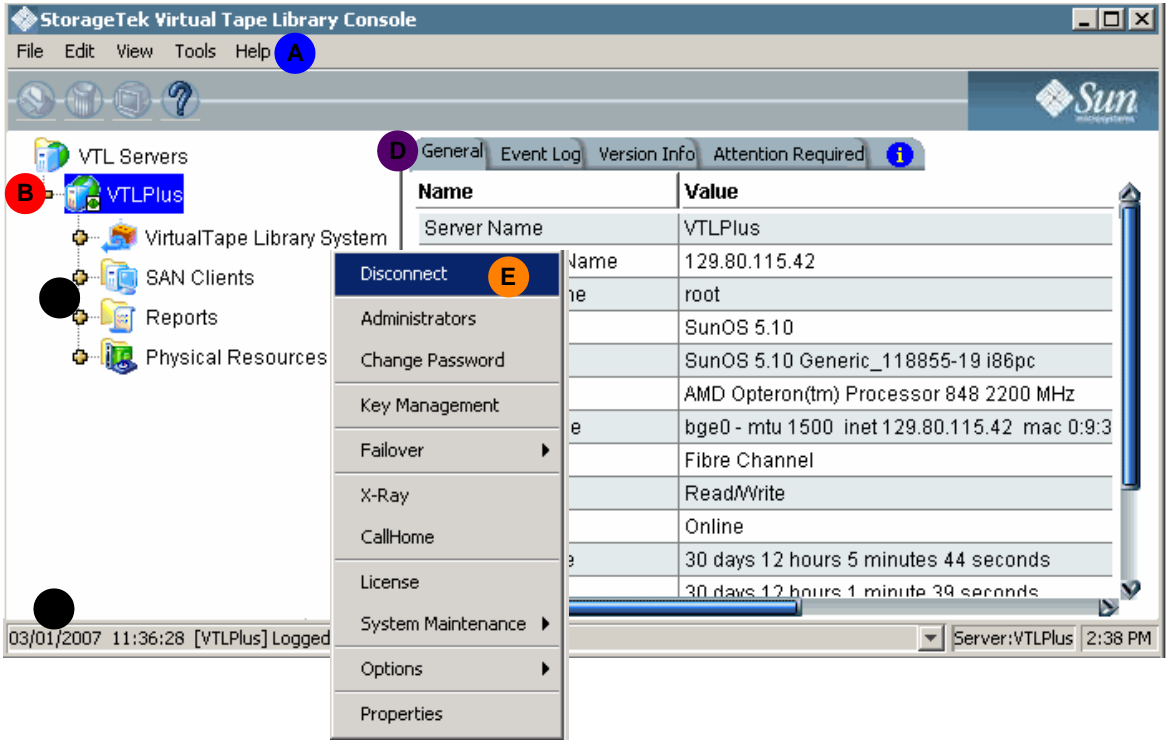 StorageTek Virtual Tape Library Console
File Edit View Tools Help A
Sun
microsystems
VTL Servers
B VTLPlus
VirtualTape Library System
SAN Clients
Reports
Physical Resources
D General Event Log Version Info Attention Required i
Name Value
Server Name VTLPlus
Name 129.80.115.42
ne root
SunOS 5.10
SunOS 5.10 Generic_118855-19 i86pc
AMD Opteron(tm) Processor 848 2200 MHz
e bge0 - mtu 1500 inet 129.80.115.42 mac 0:9:3
Fibre Channel
Read/Write
Online
e 30 days 12 hours 5 minutes 44 seconds
30 days 12 hours 1 minute 39 seconds
Disconnect E
Administrators
Change Password
Key Management
Failover
X-Ray
CallHome
License
System Maintenance
Options
Properties
03/01/2007 11:36:28 [VTLPlus] Logged
Server:VTLPlus 2:38 PM